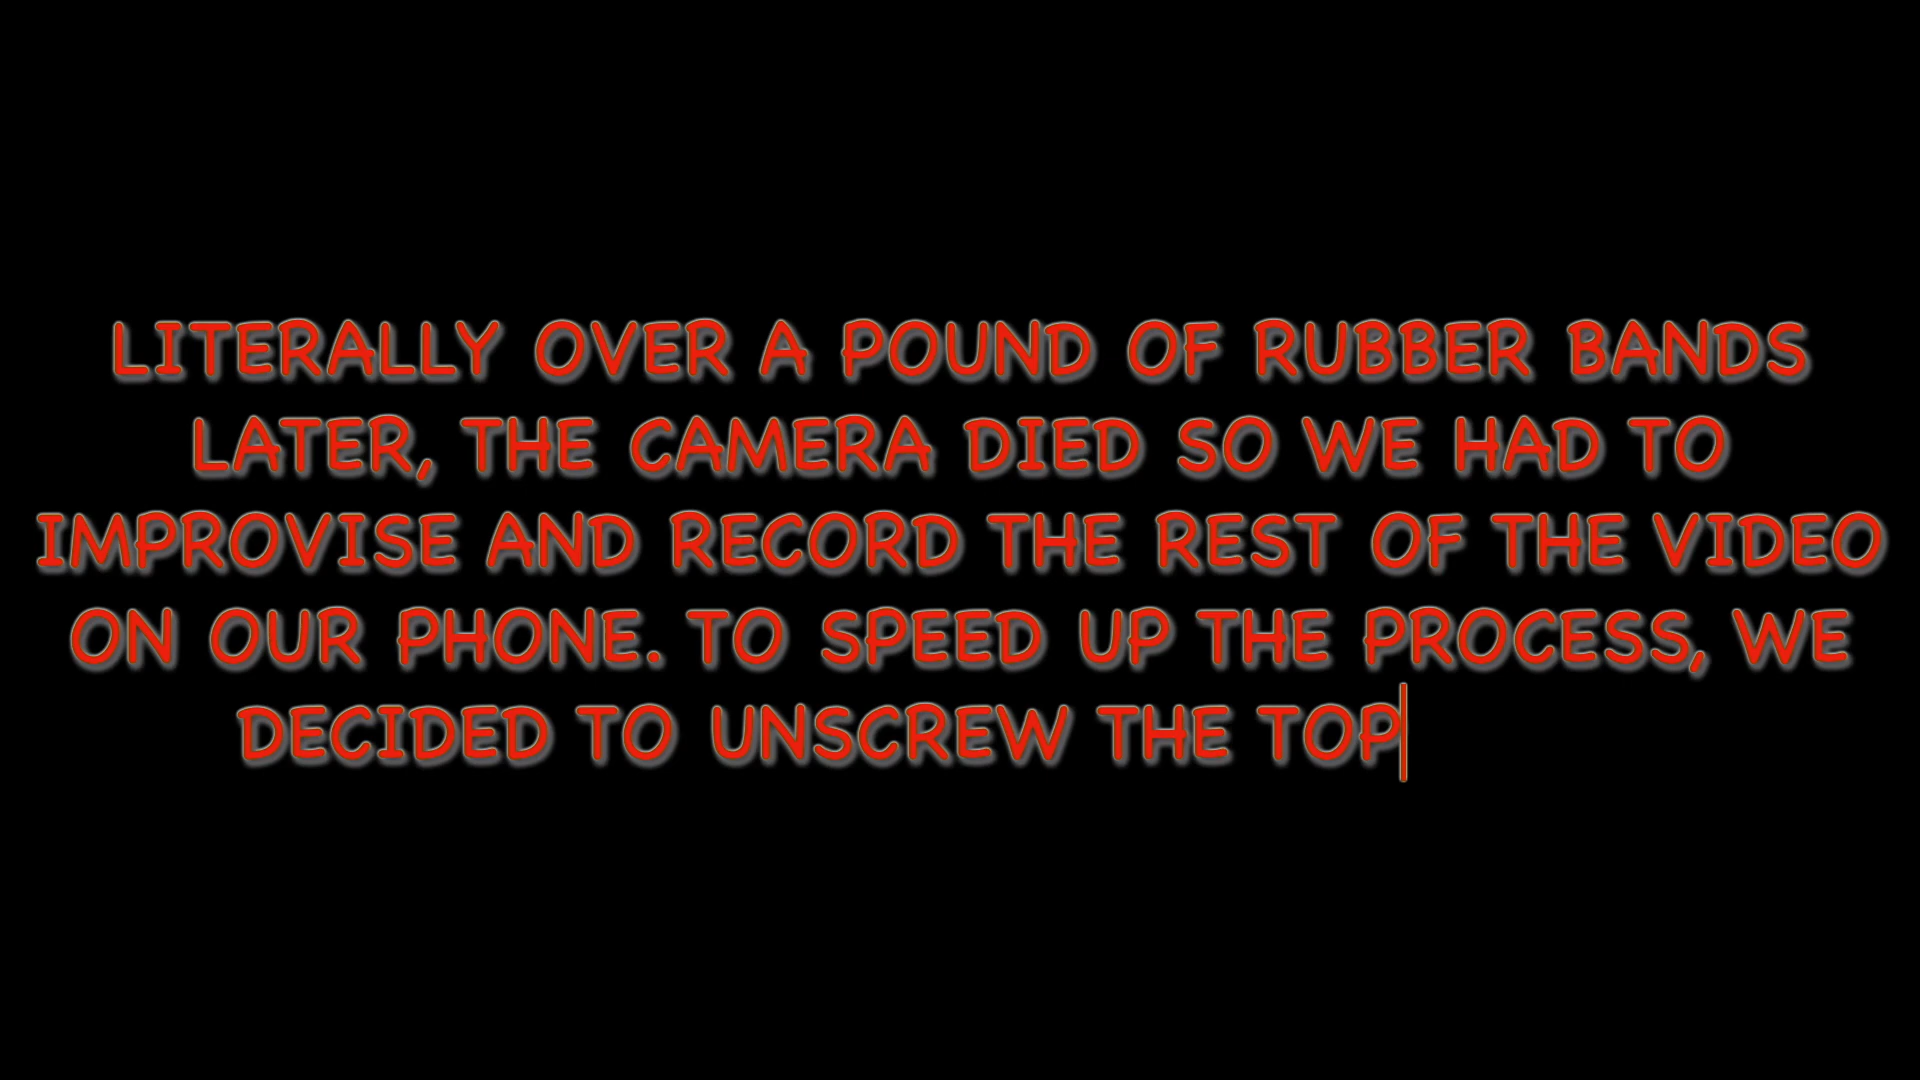 LITERALLY OVER A POUND OF RUBBER BANDS
LATER, THE CAMERA DIED SO WE HAD TO
IMPROVISE AND RECORD THE REST OF THE VIDEO
ON OUR PHONE. TO SPEED UP THE PROCESS, WE
DECIDED TO UNSCREW THE TOP